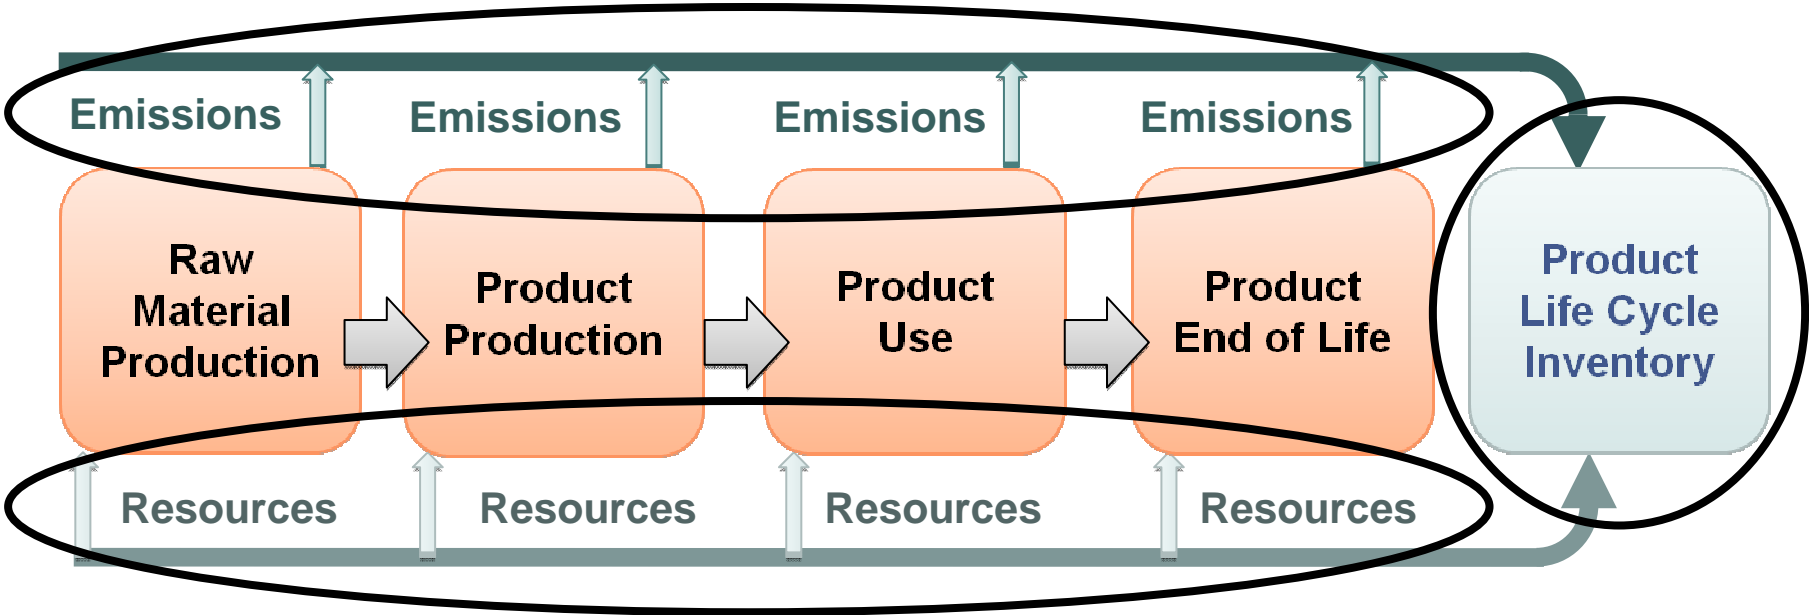 Emissions
Emissions
Emissions
Emissions
Raw
Material
Production
Product
Production
Product
Use
Product
End of Life
Product
Life Cycle
Inventory
Resources
Resources
Resources
Resources